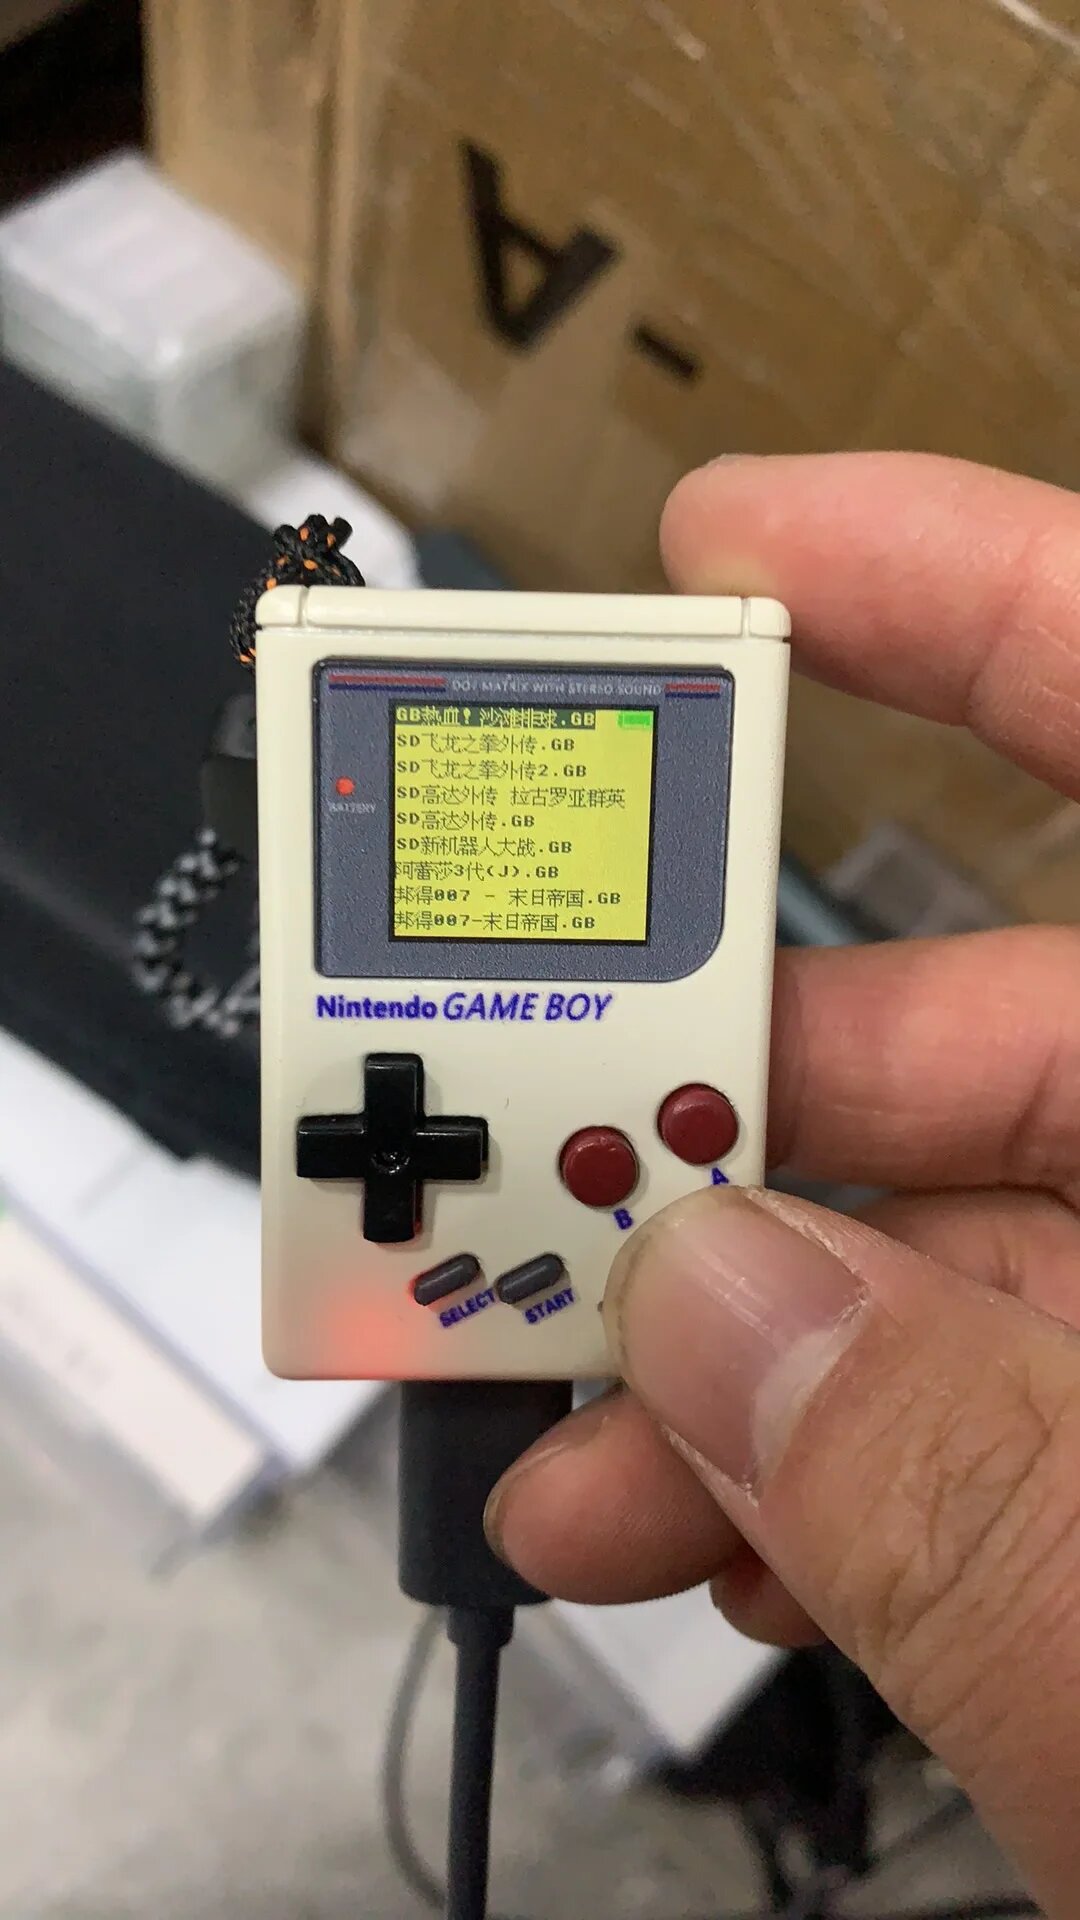 A -
DOT MATRIX WITH STEREO SOUND
GB热血! 沙滩排球.GB
SD飞龙之拳外传.GB
SD飞龙之拳外传2.GB
SD高达外传 拉古罗亚群英
SD高达外传.GB
SD新机器人大战.GB
阿蕾莎3代(J).GB
邦得007 - 末日帝国.GB
邦得007-末日帝国.GB
BATTERY
Nintendo GAME BOY
A
B
SELECT
START